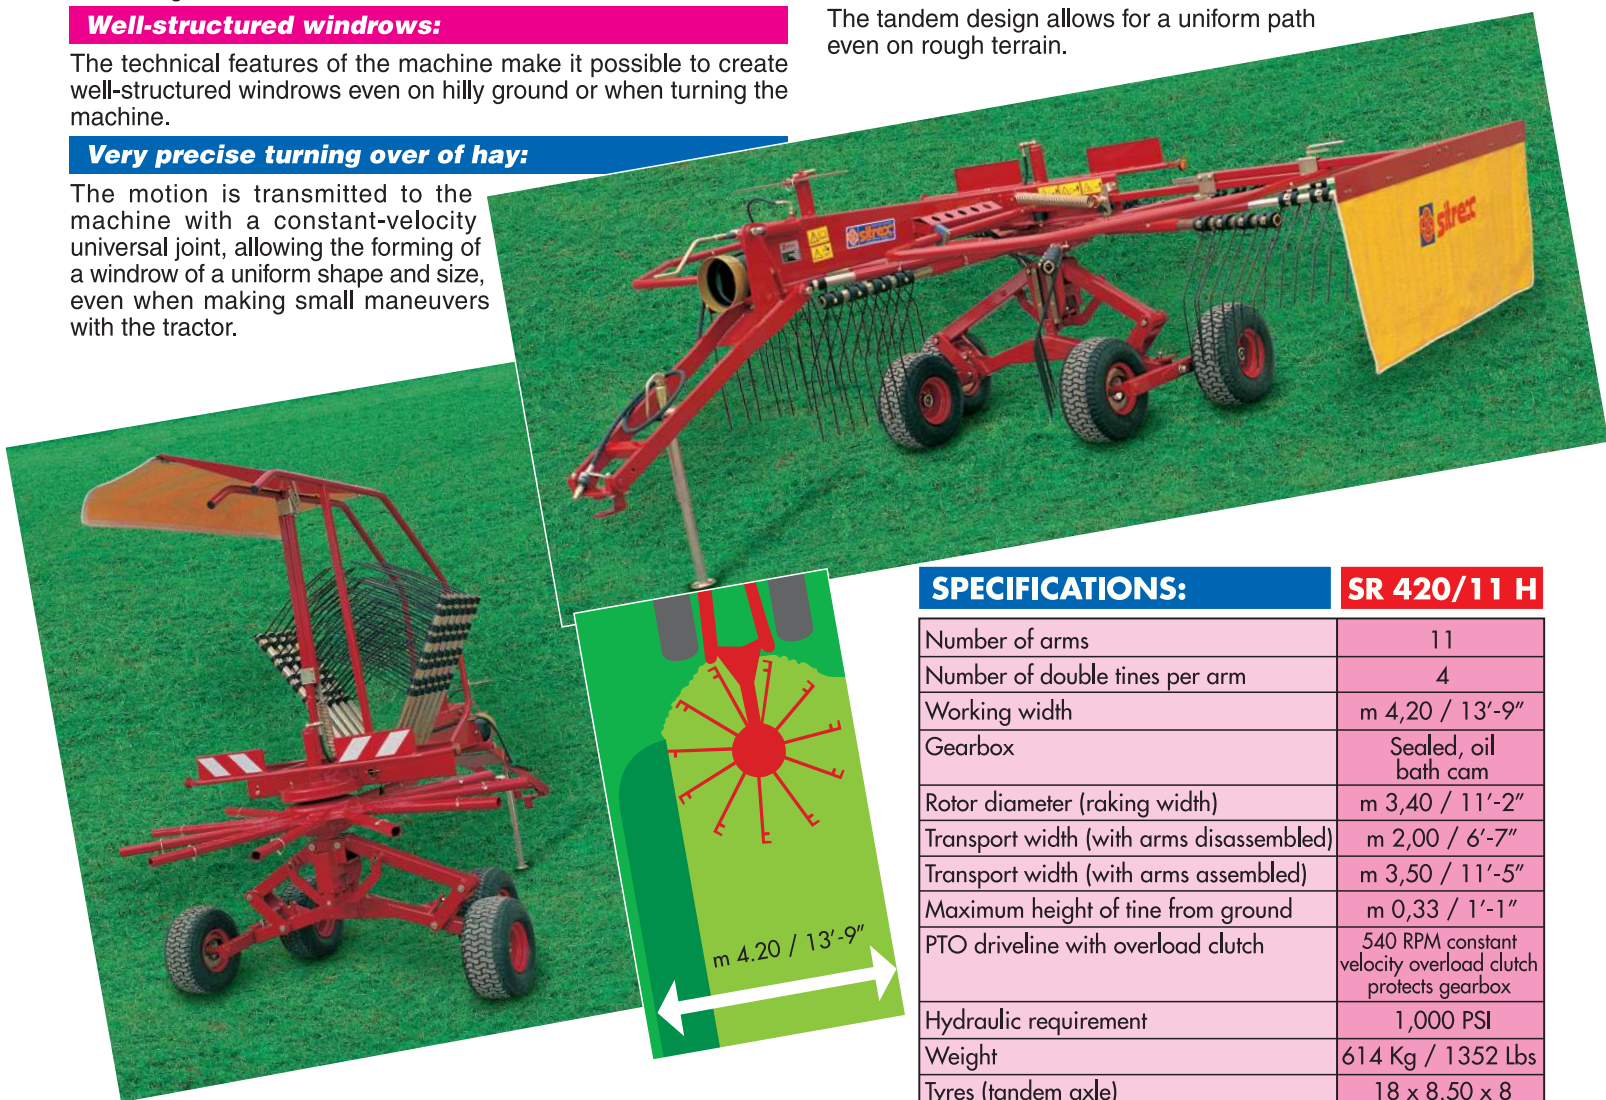 Well-structured windrows:
The technical features of the machine make it possible to create
well-structured windrows even on hilly ground or when turning the
machine.
Very precise turning over of hay:
The motion is transmitted to the
machine with a constant-velocity
universal joint, allowing the forming of
a windrow of a uniform shape and size,
even when making small maneuvers
with the tractor.
The tandem design allows for a uniform path
even on rough terrain.
sitrex
sitrex
m 4.20 / 13'-9"
SPECIFICATIONS: SR 420/11 H
Number of arms 11
Number of double tines per arm 4
Working width m 4,20 / 13'-9"
Gearbox Sealed, oil
bath cam
Rotor diameter (raking width) m 3,40 / 11'-2"
Transport width (with arms disassembled) m 2,00 / 6'-7"
Transport width (with arms assembled) m 3,50 / 11'-5"
Maximum height of tine from ground m 0,33 / 1'-1"
PTO driveline with overload clutch 540 RPM constant
velocity overload clutch
protects gearbox
Hydraulic requirement 1,000 PSI
Weight 614 Kg / 1352 Lbs
Tyres (tandem axle) 18 x 8.50 x 8